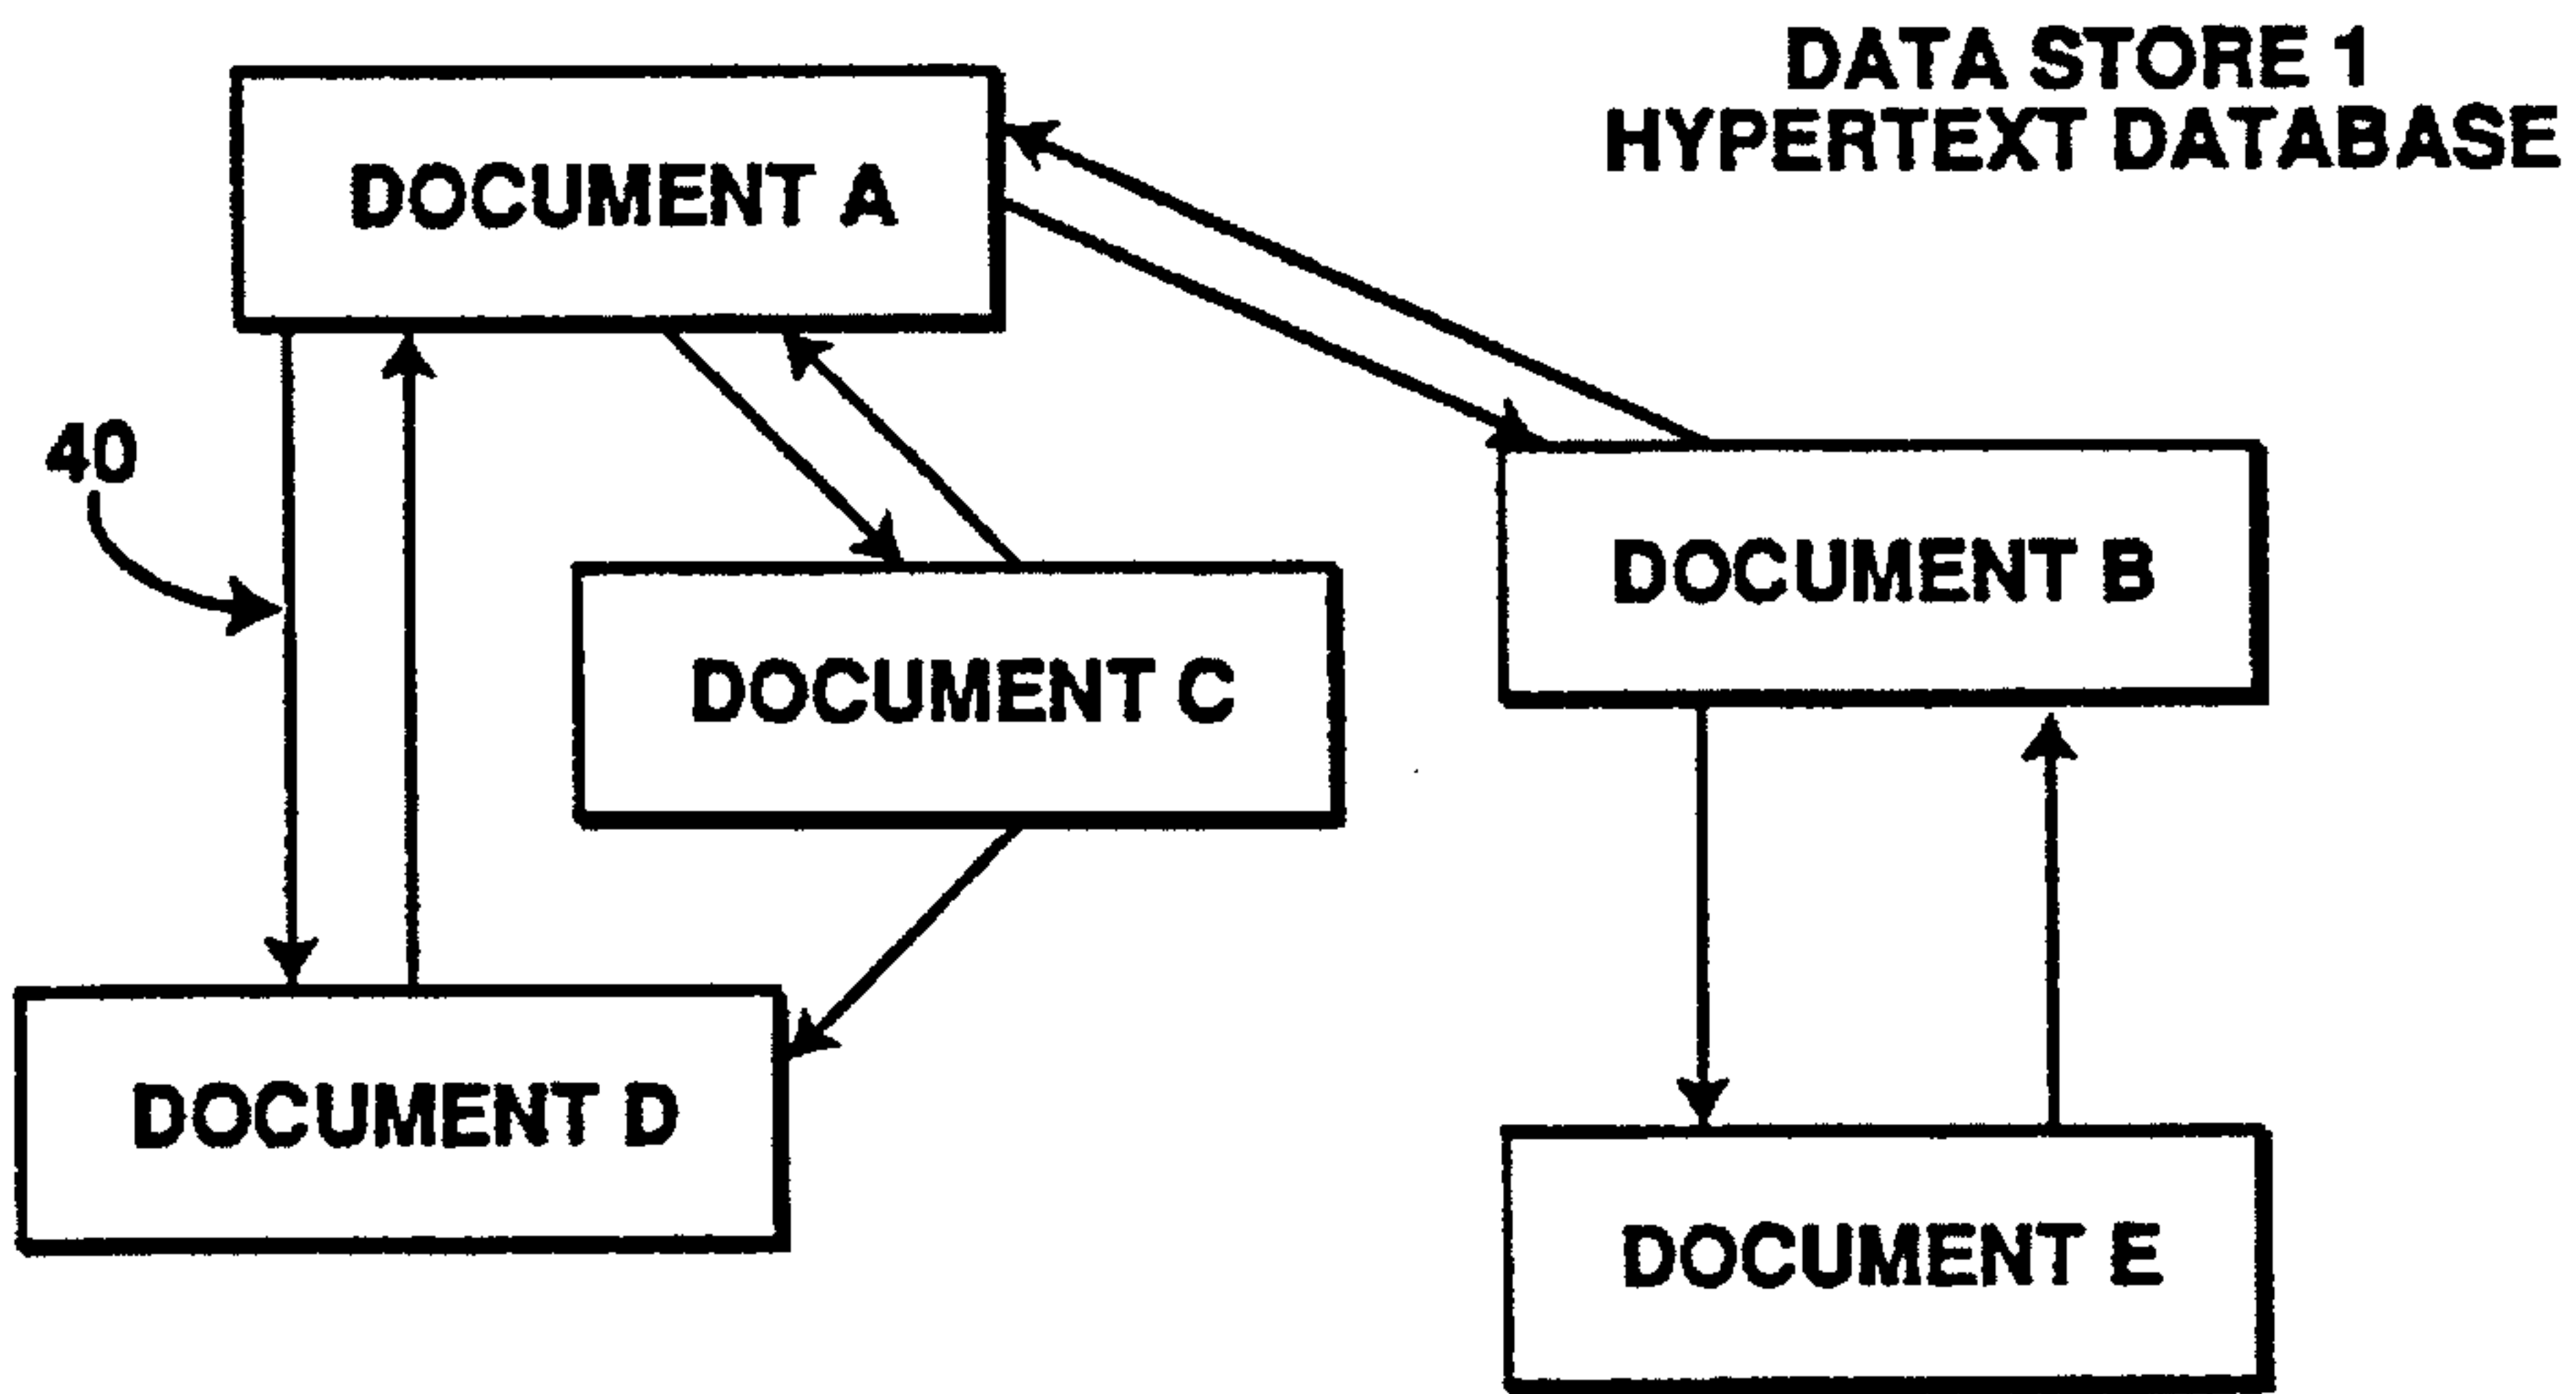 DATA STORE 1
HYPERTEXT DATABASE
DOCUMENT A
40
DOCUMENT B
DOCUMENT C
DOCUMENT D
DOCUMENT E